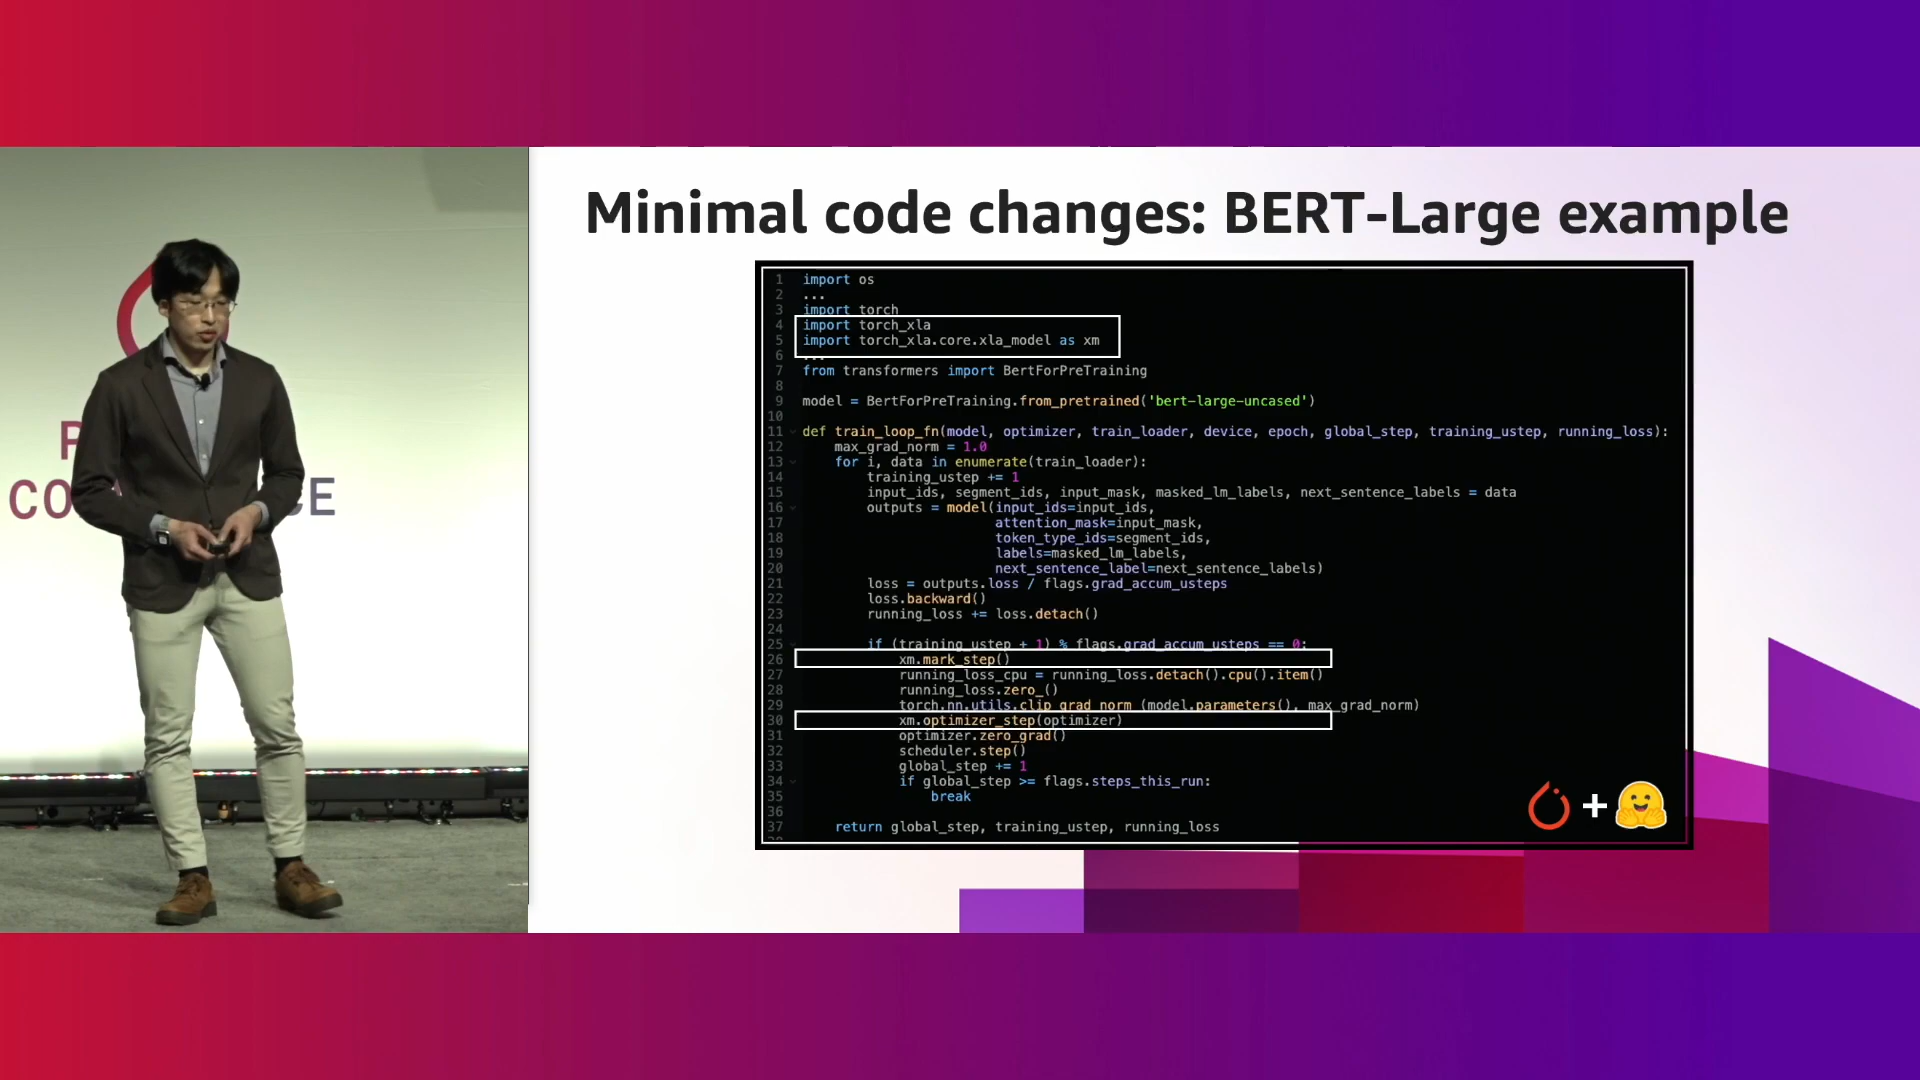 P
CO CE
Minimal code changes: BERT-Large example
1 import os
2 ...
3 import torch
4 import torch_xla
5 import torch_xla.core.xla_model as xm
6 ...
7 from transformers import BertForPreTraining
8
9 model = BertForPreTraining.from_pretrained('bert-large-uncased')
10
11 def train_loop_fn(model, optimizer, train_loader, device, epoch, global_step, training_ustep, running_loss):
12 max_grad_norm = 1.0
13 for i, data in enumerate(train_loader):
14 training_ustep += 1
15 input_ids, segment_ids, input_mask, masked_lm_labels, next_sentence_labels = data
16 outputs = model(input_ids=input_ids,
17 attention_mask=input_mask,
18 token_type_ids=segment_ids,
19 labels=masked_lm_labels,
20 next_sentence_label=next_sentence_labels)
21 loss = outputs.loss / flags.grad_accum_usteps
22 loss.backward()
23 running_loss += loss.detach()
24
25 if (training_ustep + 1) % flags.grad_accum_usteps == 0:
26 xm.mark_step()
27 running_loss_cpu = running_loss.detach().cpu().item()
28 running_loss.zero_()
29 torch.nn.utils.clip_grad_norm_(model.parameters(), max_grad_norm)
30 xm.optimizer_step(optimizer)
31 optimizer.zero_grad()
32 scheduler.step()
33 global_step += 1
34 if global_step >= flags.steps_this_run:
35 break
36
37 return global_step, training_ustep, running_loss
+